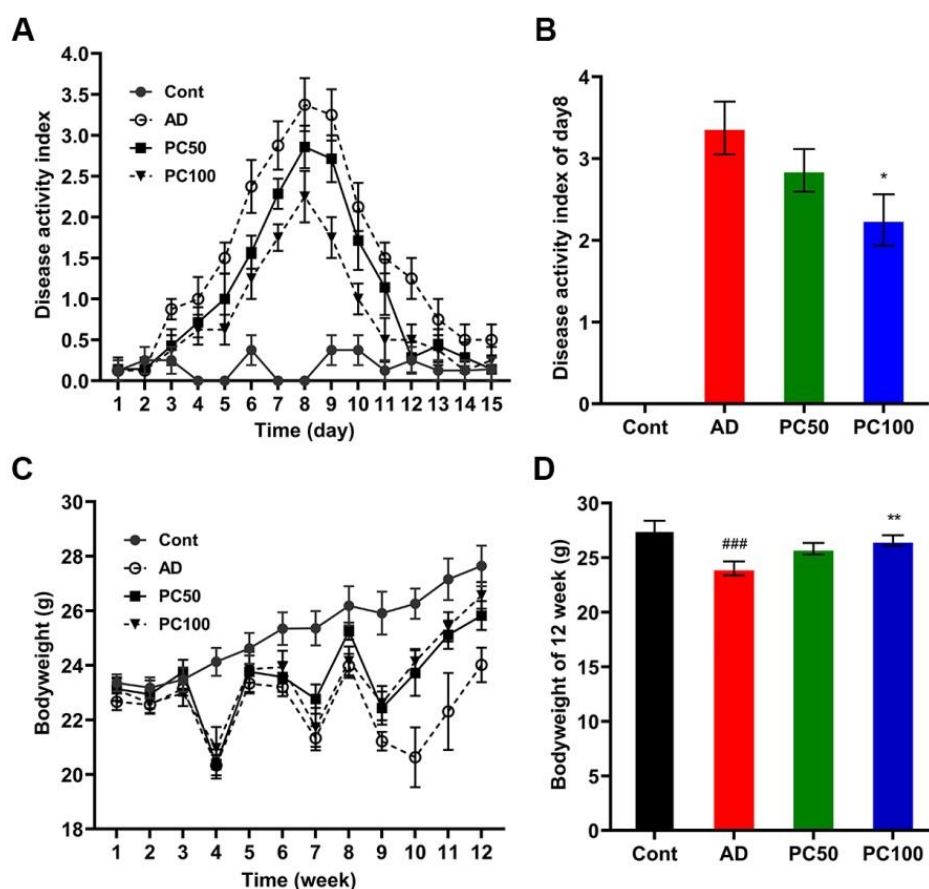 A
Disease activity index
4.0
3.5
3.0
2.5
2.0
1.5
1.0
0.5
0.0
Cont
AD
PC50
PC100
1 2 3 4 5 6 7 8 9 10 11 12 13 14 15
Time (day)
B
Disease activity index of day8
4
3
2
1
0
*
Cont AD PC50 PC100
C
Bodyweight (g)
30
28
26
24
22
20
18
Cont
AD
PC50
PC100
1 2 3 4 5 6 7 8 9 10 11 12
Time (week)
D
Bodyweight of 12 week (g)
30
25
20
15
10
5
0
###
**
Cont AD PC50 PC100